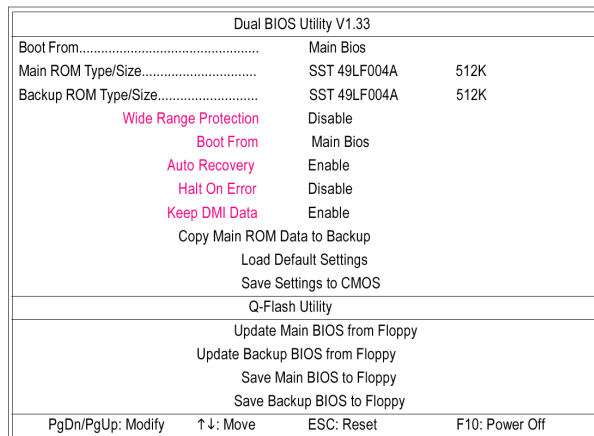 Dual BIOS Utility V1.33
Boot From................................................. Main Bios
Main ROM Type/Size............................... SST 49LF004A 512K
Backup ROM Type/Size........................... SST 49LF004A 512K
Wide Range Protection Disable
Boot From Main Bios
Auto Recovery Enable
Halt On Error Disable
Keep DMI Data Enable
Copy Main ROM Data to Backup
Load Default Settings
Save Settings to CMOS
Q-Flash Utility
Update Main BIOS from Floppy
Update Backup BIOS from Floppy
Save Main BIOS to Floppy
Save Backup BIOS to Floppy
PgDn/PgUp: Modify ↑↓: Move ESC: Reset F10: Power Off